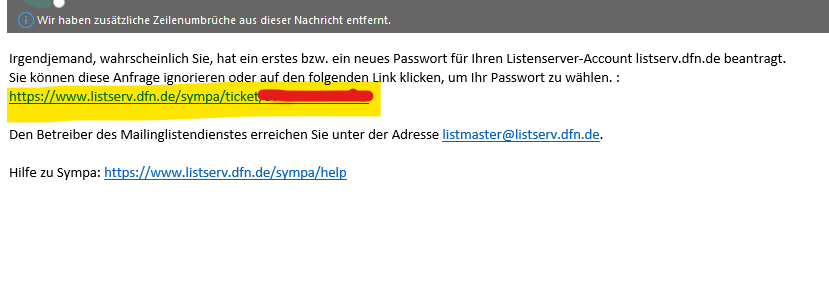 Wir haben zusätzliche Zeilenumbrüche aus dieser Nachricht entfernt.
Irgendjemand, wahrscheinlich Sie, hat ein erstes bzw. ein neues Passwort für Ihren Listenserver-Account listserv.dfn.de beantragt.
Sie können diese Anfrage ignorieren oder auf den folgenden Link klicken, um Ihr Passwort zu wählen. :
https://www.listserv.dfn.de/sympa/ticket/
Den Betreiber des Mailinglistendienstes erreichen Sie unter der Adresse listmaster@listserv.dfn.de.
Hilfe zu Sympa: https://www.listserv.dfn.de/sympa/help